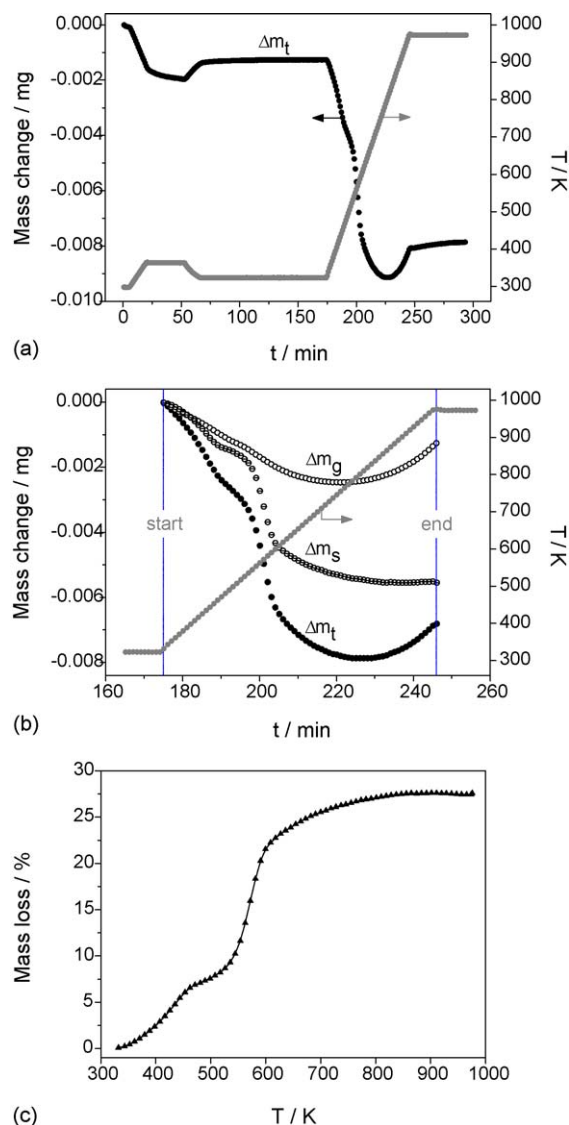 0.000
-0.002
-0.004
-0.006
-0.008
-0.010
Mass change / mg
Δmt
1000
900
800
700
600
500
400
300
T / K
0 50 100 150 200 250 300
t / min
(a)
0.000
-0.002
-0.004
-0.006
-0.008
Mass change / mg
start
Δmg
Δms
Δmt
end
1000
900
800
700
600
500
400
300
T / K
160 180 200 220 240 260
t / min
(b)
30
25
20
15
10
5
0
Mass loss / %
300 400 500 600 700 800 900 1000
T / K
(c)